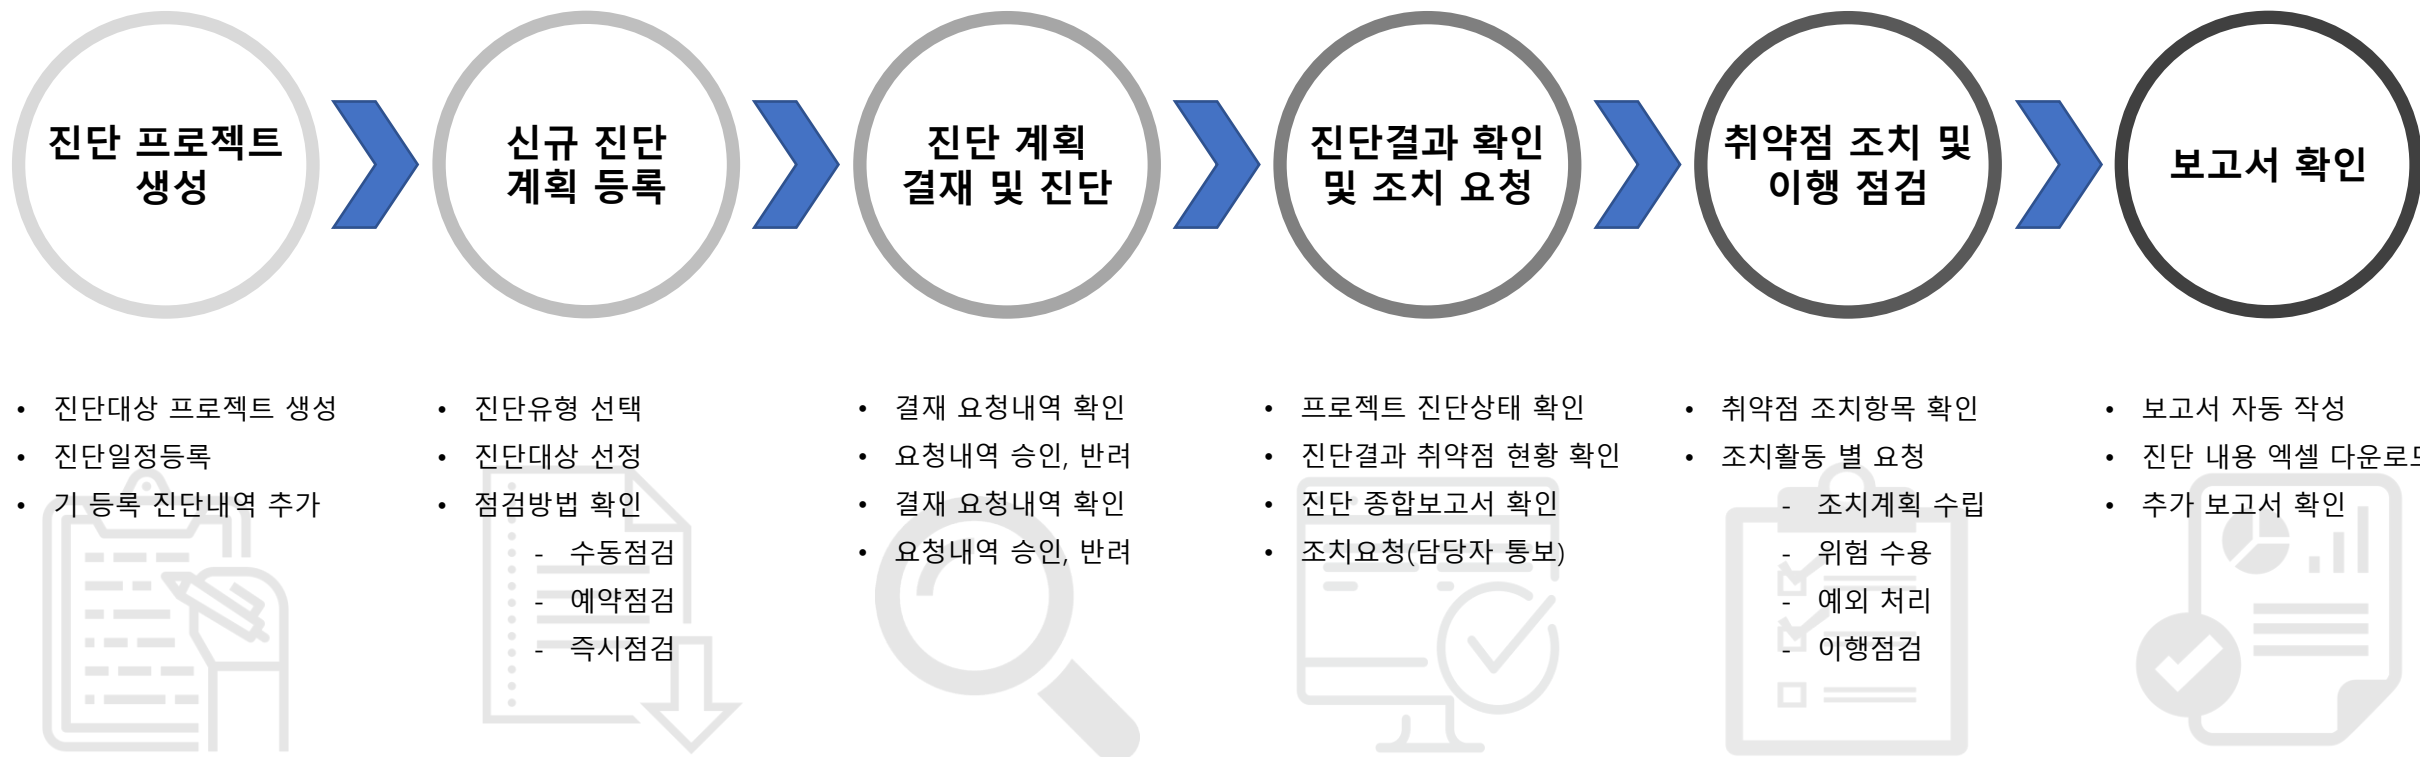 진단 프로젝트
생성
신규 진단
계획 등록
진단 계획
결재 및 진단
진단결과 확인
및 조치 요청
취약점 조치 및
이행 점검
보고서 확인
• 진단대상 프로젝트 생성
• 진단일정등록
• 기 등록 진단내역 추가
• 진단유형 선택
• 진단대상 선정
• 점검방법 확인
- 수동점검
- 예약점검
- 즉시점검
• 결재 요청내역 확인
• 요청내역 승인, 반려
• 결재 요청내역 확인
• 요청내역 승인, 반려
• 프로젝트 진단상태 확인
• 진단결과 취약점 현황 확인
• 진단 종합보고서 확인
• 조치요청(담당자 통보)
• 취약점 조치항목 확인
• 조치활동 별 요청
- 조치계획 수립
- 위험 수용
- 예외 처리
- 이행점검
• 보고서 자동 작성
• 진단 내용 엑셀 다운로드
• 추가 보고서 확인